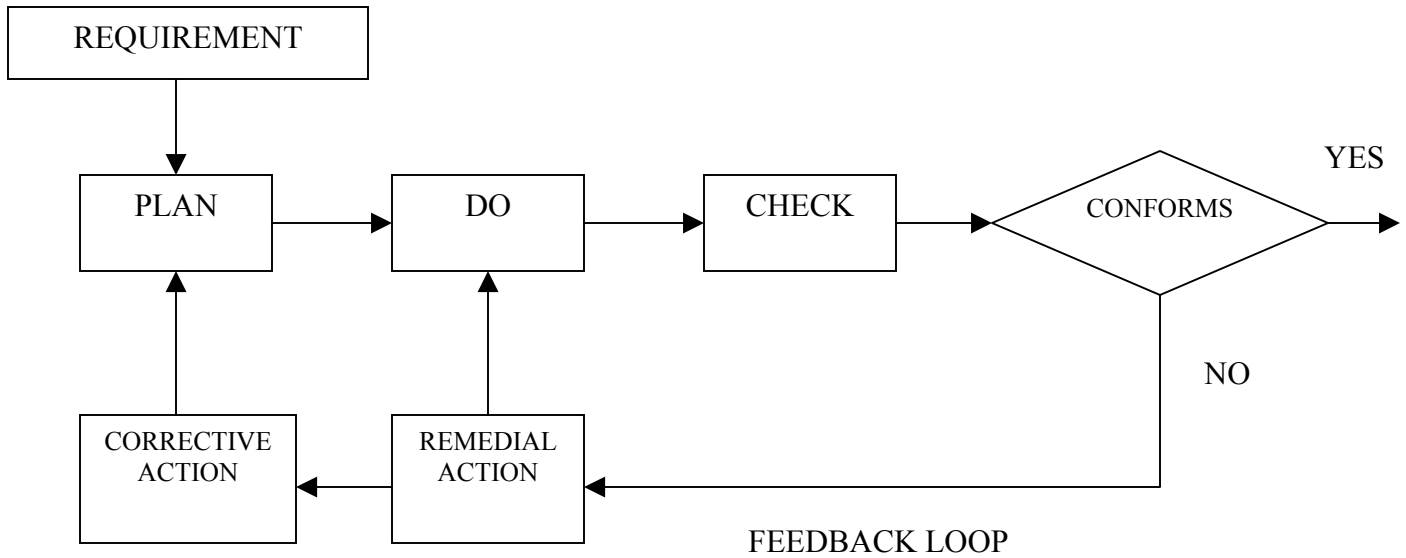 REQUIREMENT
YES
PLAN
DO
CHECK
CONFORMS
NO
CORRECTIVE
ACTION
REMEDIAL
ACTION
FEEDBACK LOOP